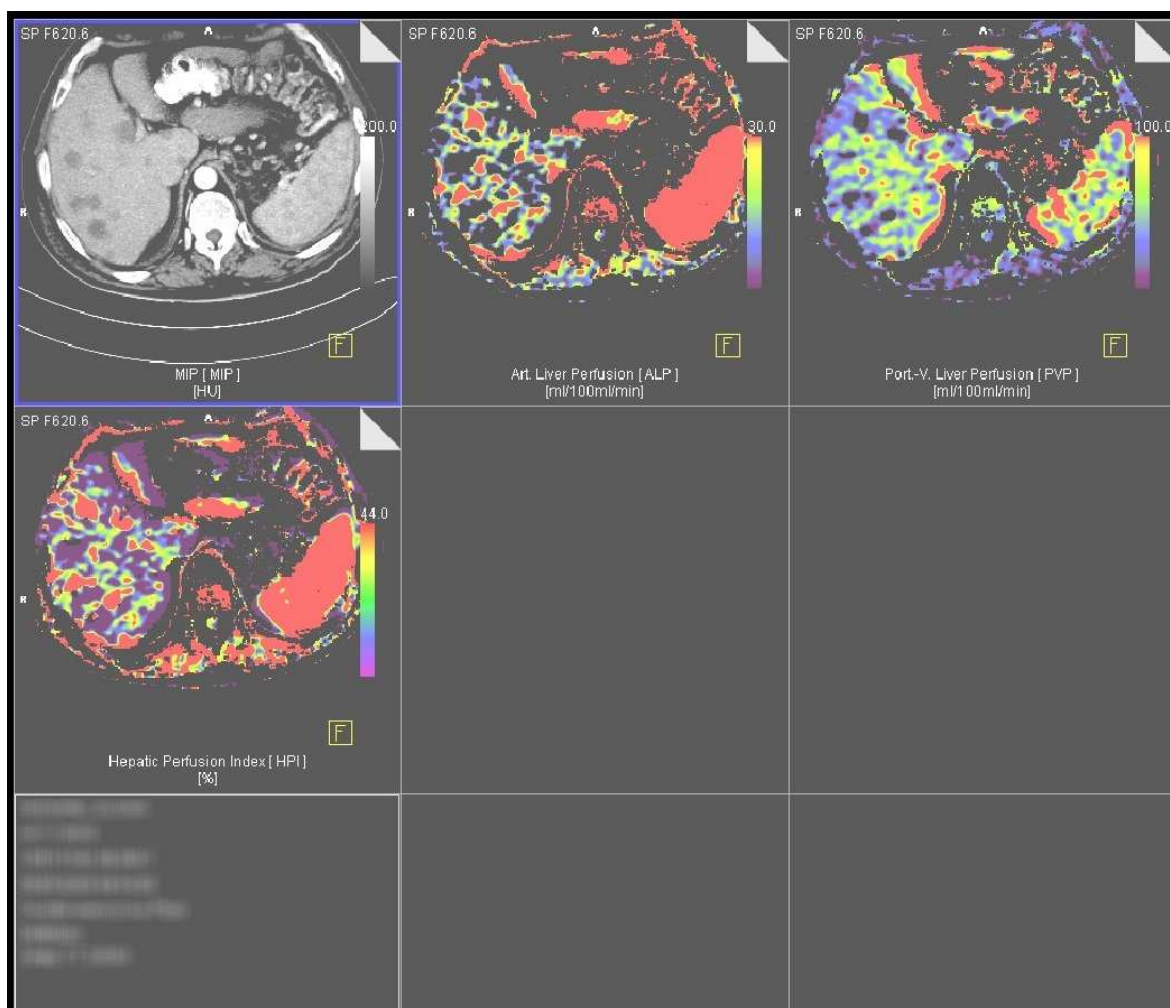 SP F620.6
A
200.0
R
F
MIP [ MIP ]
[HU]
SP F620.6
A
30.0
R
F
Art. Liver Perfusion [ ALP ]
[ml/100ml/min]
SP F620.6
A
100.0
R
F
Port.-V. Liver Perfusion [ PVP ]
[ml/100ml/min]
SP F620.6
A
44.0
R
F
Hepatic Perfusion Index [ HPI ]
[%]